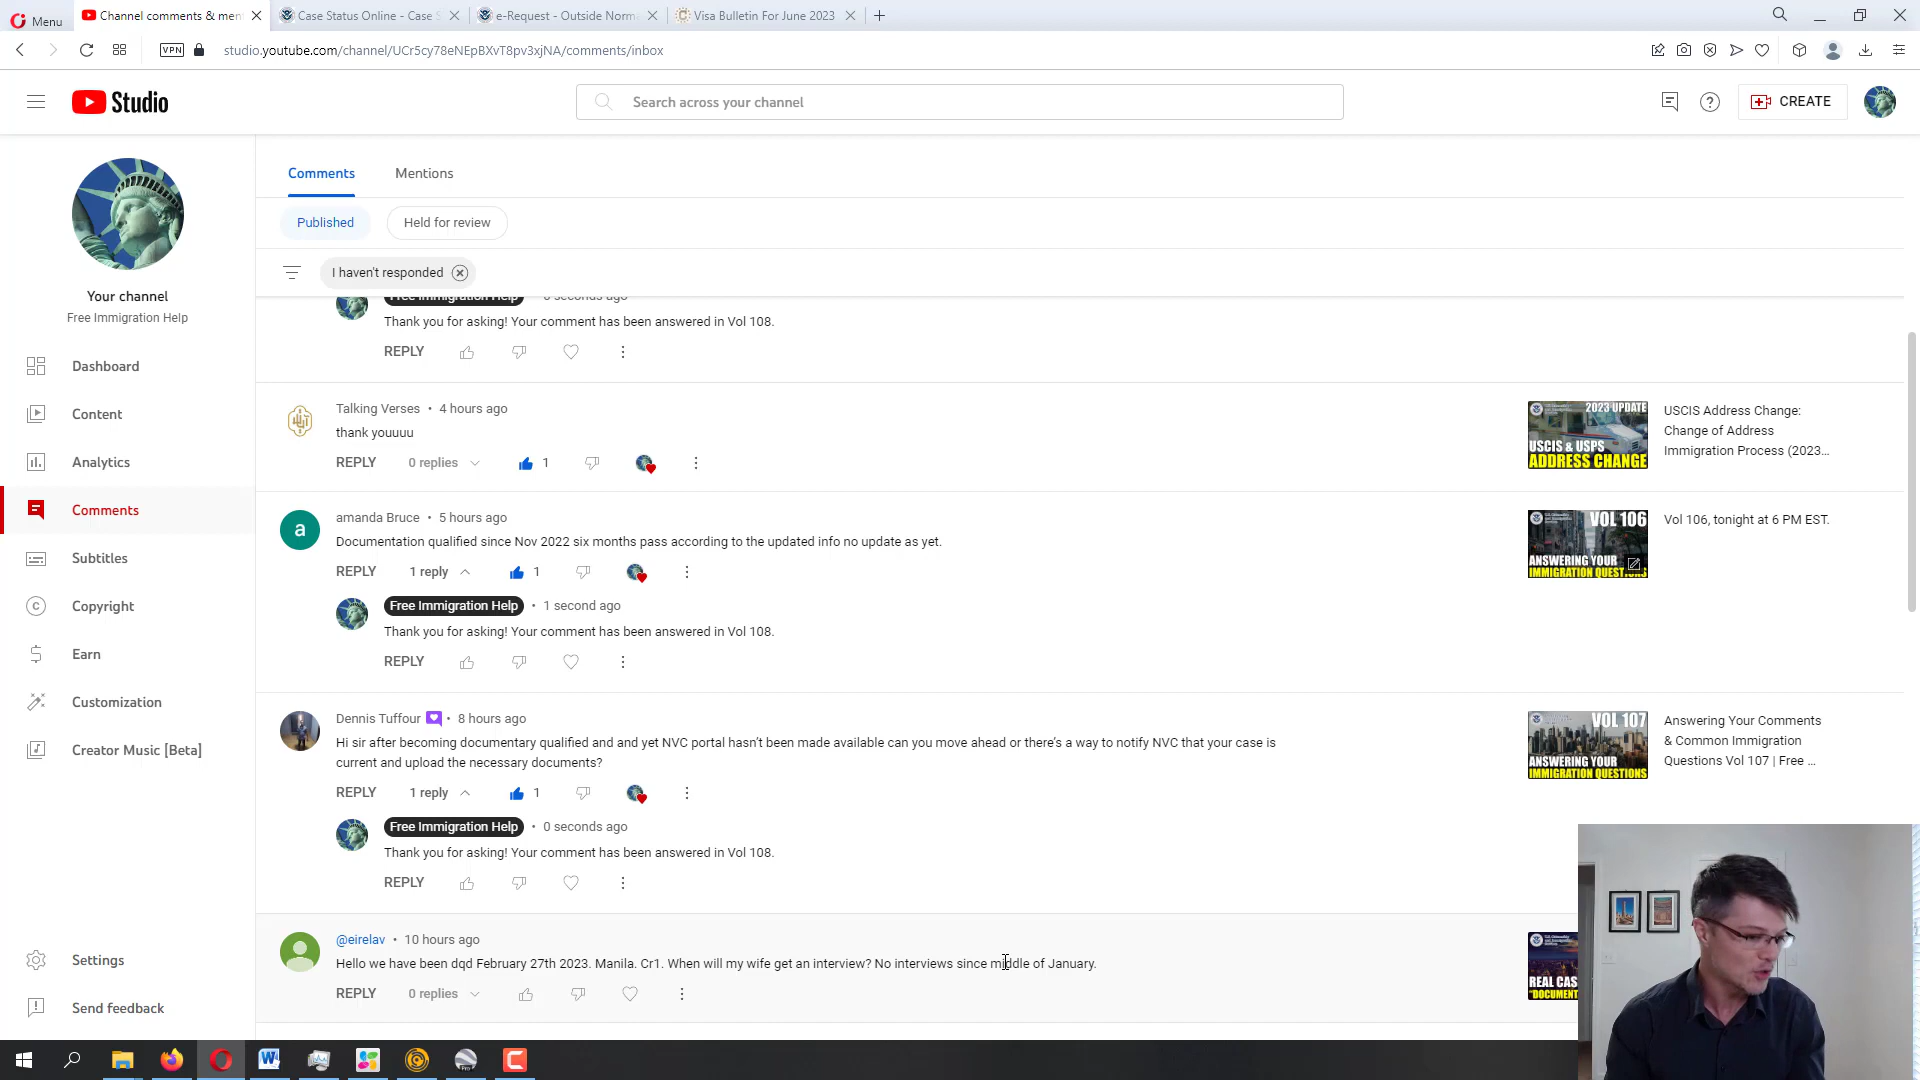 Menu
Channel comments & men
Case Status Online - Case S
e-Request - Outside Norm
Visa Bulletin For June 2023
VPN
studio.youtube.com/channel/UCr5cy78eNEpBXvT8pv3xjNA/comments/inbox
Studio
Search across your channel
CREATE
Your channel
Free Immigration Help
Dashboard
Content
Analytics
Comments
Subtitles
Copyright
Earn
Customization
Creator Music [Beta]
Settings
Send feedback
Comments
Mentions
Published
Held for review
I haven't responded
Free Immigration Help • 0 seconds ago
Thank you for asking! Your comment has been answered in Vol 108.
REPLY
Talking Verses • 4 hours ago
thank youuuu
REPLY 0 replies 1
2023 UPDATE
USCIS & USPS
ADDRESS CHANGE
USCIS Address Change:
Change of Address
Immigration Process (2023...
amanda Bruce • 5 hours ago
Documentation qualified since Nov 2022 six months pass according to the updated info no update as yet.
REPLY 1 reply 1
VOL 106
ANSWERING YOUR
IMMIGRATION QUESTIONS
Vol 106, tonight at 6 PM EST.
Free Immigration Help • 1 second ago
Thank you for asking! Your comment has been answered in Vol 108.
REPLY
Dennis Tuffour • 8 hours ago
Hi sir after becoming documentary qualified and and yet NVC portal hasn't been made available can you move ahead or there's a way to notify NVC that your case is
current and upload the necessary documents?
REPLY 1 reply 1
VOL 107
ANSWERING YOUR
IMMIGRATION QUESTIONS
Answering Your Comments
& Common Immigration
Questions Vol 107 | Free ...
Free Immigration Help • 0 seconds ago
Thank you for asking! Your comment has been answered in Vol 108.
REPLY
@eirelav • 10 hours ago
Hello we have been dqd February 27th 2023. Manila. Cr1. When will my wife get an interview? No interviews since middle of January.
REPLY 0 replies
REAL CAS
"DOCUMENT